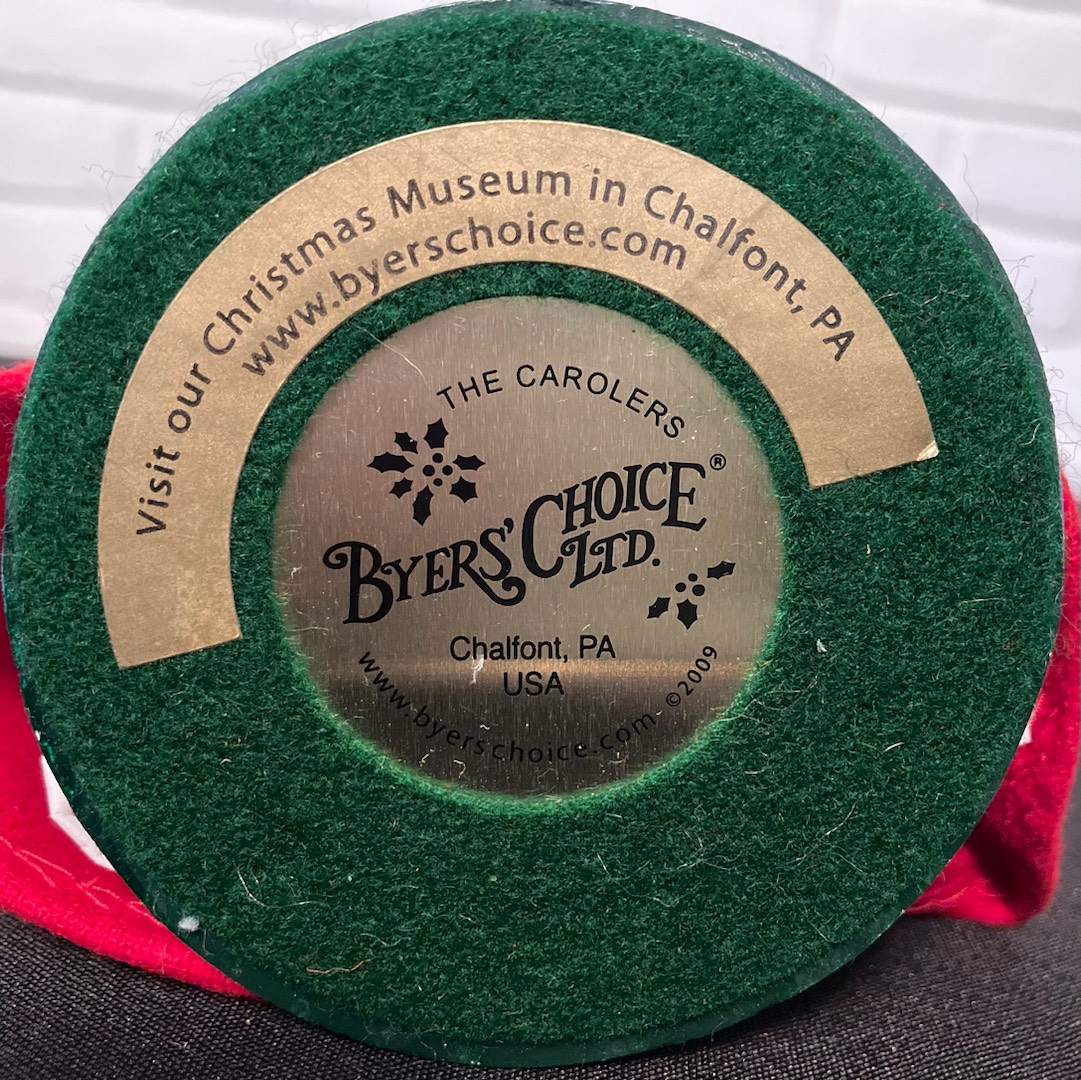 Visit our Christmas Museum in Chalfont, PA
www.byerschoice.com
THE CAROLERS
BYERS' CHOICE®
LTD.
Chalfont, PA
USA
www.byerschoice.com ©2009